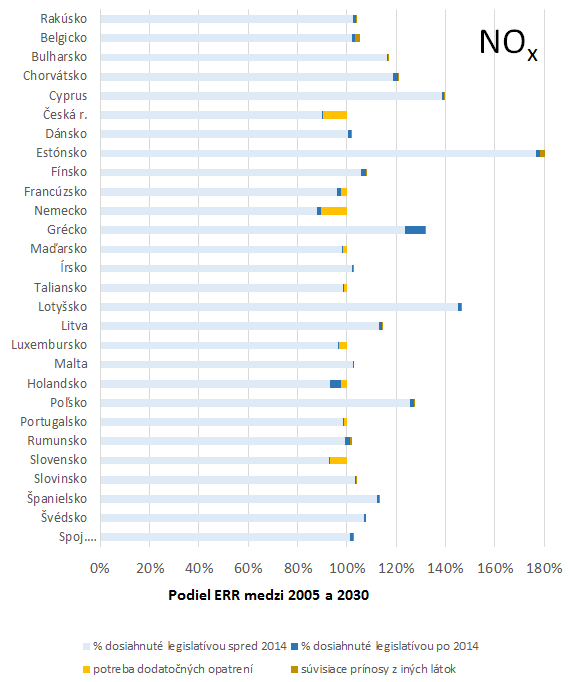 NOx
Rakúsko
Belgicko
Bulharsko
Chorvátsko
Cyprus
Česká r.
Dánsko
Estónsko
Fínsko
Francúzsko
Nemecko
Grécko
Maďarsko
Írsko
Taliansko
Lotyšsko
Litva
Luxembursko
Malta
Holandsko
Poľsko
Portugalsko
Rumunsko
Slovensko
Slovinsko
Španielsko
Švédsko
Spoj....
0% 20% 40% 60% 80% 100% 120% 140% 160% 180%
Podiel ERR medzi 2005 a 2030
% dosiahnuté legislatívou spred 2014 % dosiahnuté legislatívou po 2014
potreba dodatočných opatrení súvisiace prínosy z iných látok